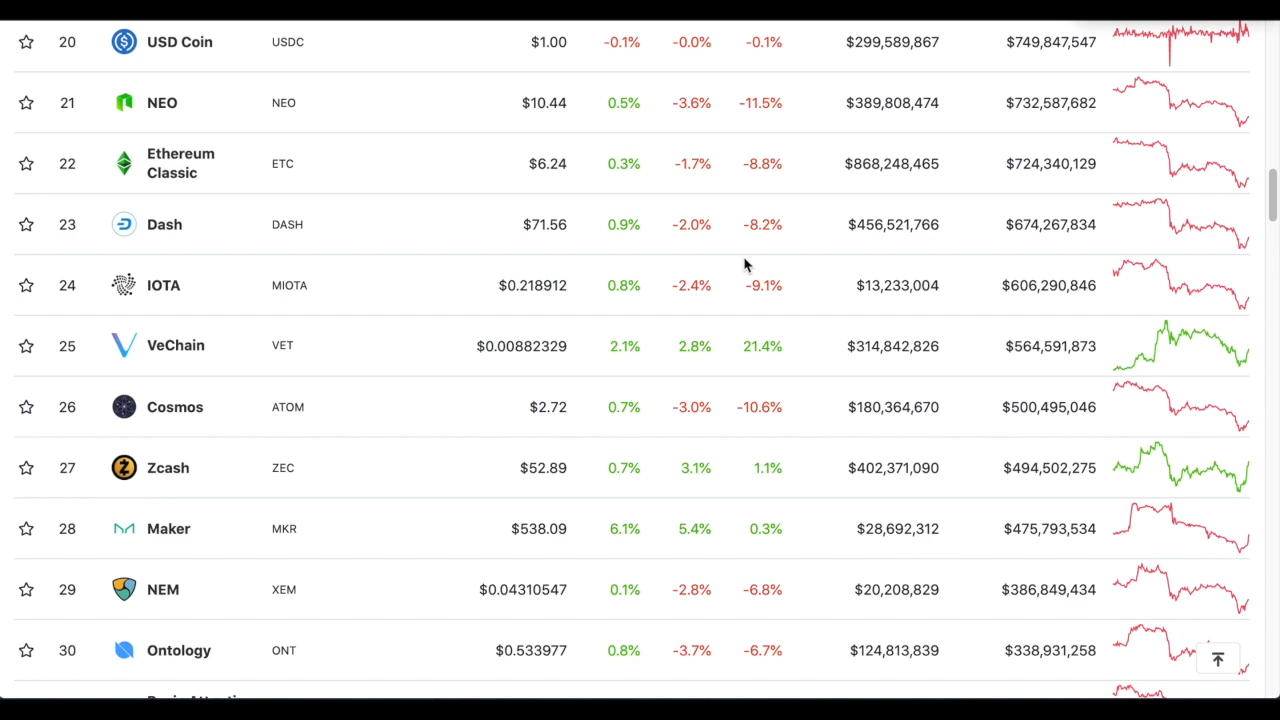 20 USD Coin USDC $1.00 -0.1% -0.0% -0.1% $299,589,867 $749,847,547
21 NEO NEO $10.44 0.5% -3.6% -11.5% $389,808,474 $732,587,682
22 Ethereum Classic ETC $6.24 0.3% -1.7% -8.8% $868,248,465 $724,340,129
23 Dash DASH $71.56 0.9% -2.0% -8.2% $456,521,766 $674,267,834
24 IOTA MIOTA $0.218912 0.8% -2.4% -9.1% $13,233,004 $606,290,846
25 VeChain VET $0.00882329 2.1% 2.8% 21.4% $314,842,826 $564,591,873
26 Cosmos ATOM $2.72 0.7% -3.0% -10.6% $180,364,670 $500,495,046
27 Zcash ZEC $52.89 0.7% 3.1% 1.1% $402,371,090 $494,502,275
28 Maker MKR $538.09 6.1% 5.4% 0.3% $28,692,312 $475,793,534
29 NEM XEM $0.04310547 0.1% -2.8% -6.8% $20,208,829 $386,849,434
30 Ontology ONT $0.533977 0.8% -3.7% -6.7% $124,813,839 $338,931,258